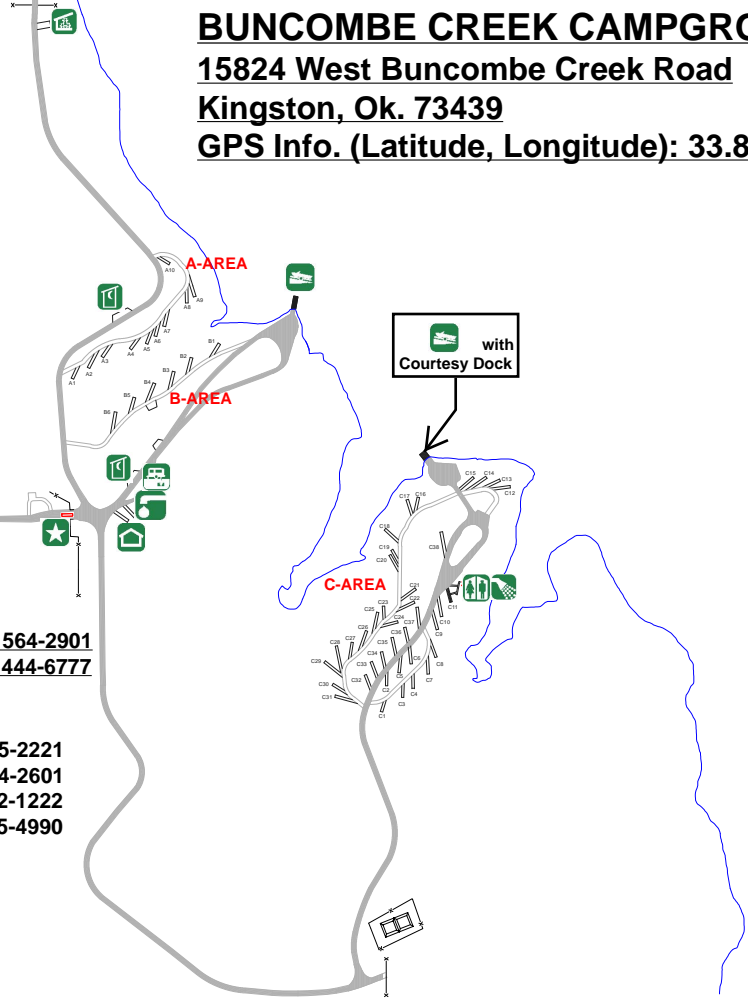 BUNCOMBE CREEK CAMPGRO
15824 West Buncombe Creek Road
Kingston, Ok. 73439
GPS Info. (Latitude, Longitude): 33.8
A-AREA
A10
A9
A8
A7
A6
A5
A4
A3
A2
A1
B1
B2
B3
B4
B5
B6
B-AREA
with
Courtesy Dock
C15
C14
C13
C12
C17
C16
C18
C19
C20
C38
C-AREA
C21
C22
C23
C24
C25
C26
C27
C28
C29
C30
C31
C32
C33
C34
C35
C36
C37
C11
C10
C9
C8
C7
C6
C5
C4
C3
C2
C1
564-2901
444-6777
5-2221
4-2601
2-1222
5-4990